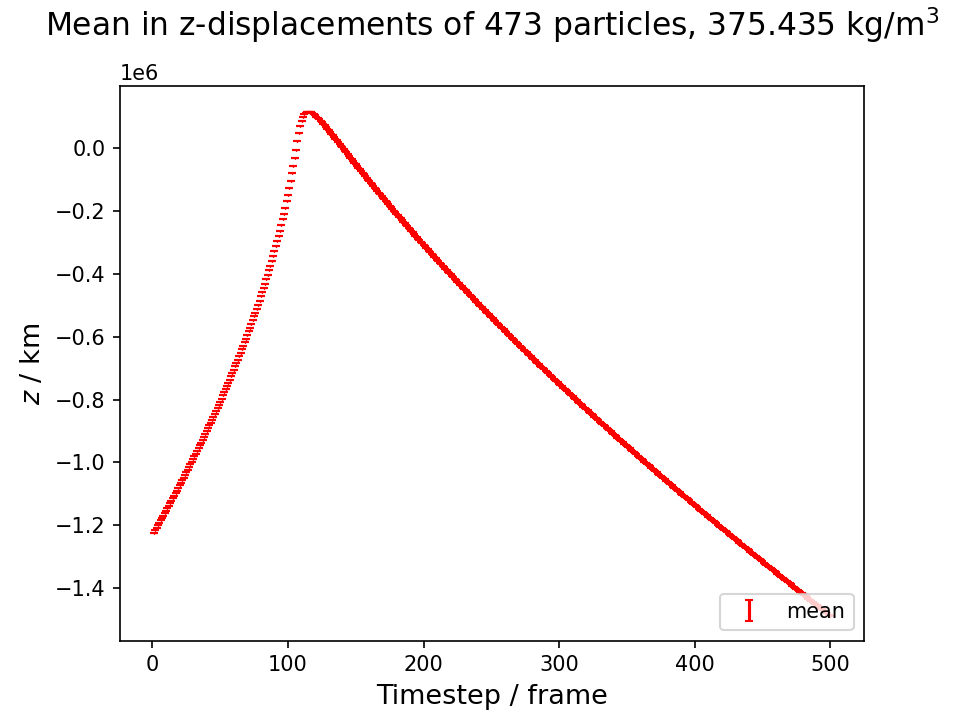 Mean in z-displacements of 473 particles, 375.435 kg/m³
1e6
0.0
−0.2
−0.4
−0.6
−0.8
−1.0
−1.2
−1.4
z / km
mean
0 100 200 300 400 500
Timestep / frame